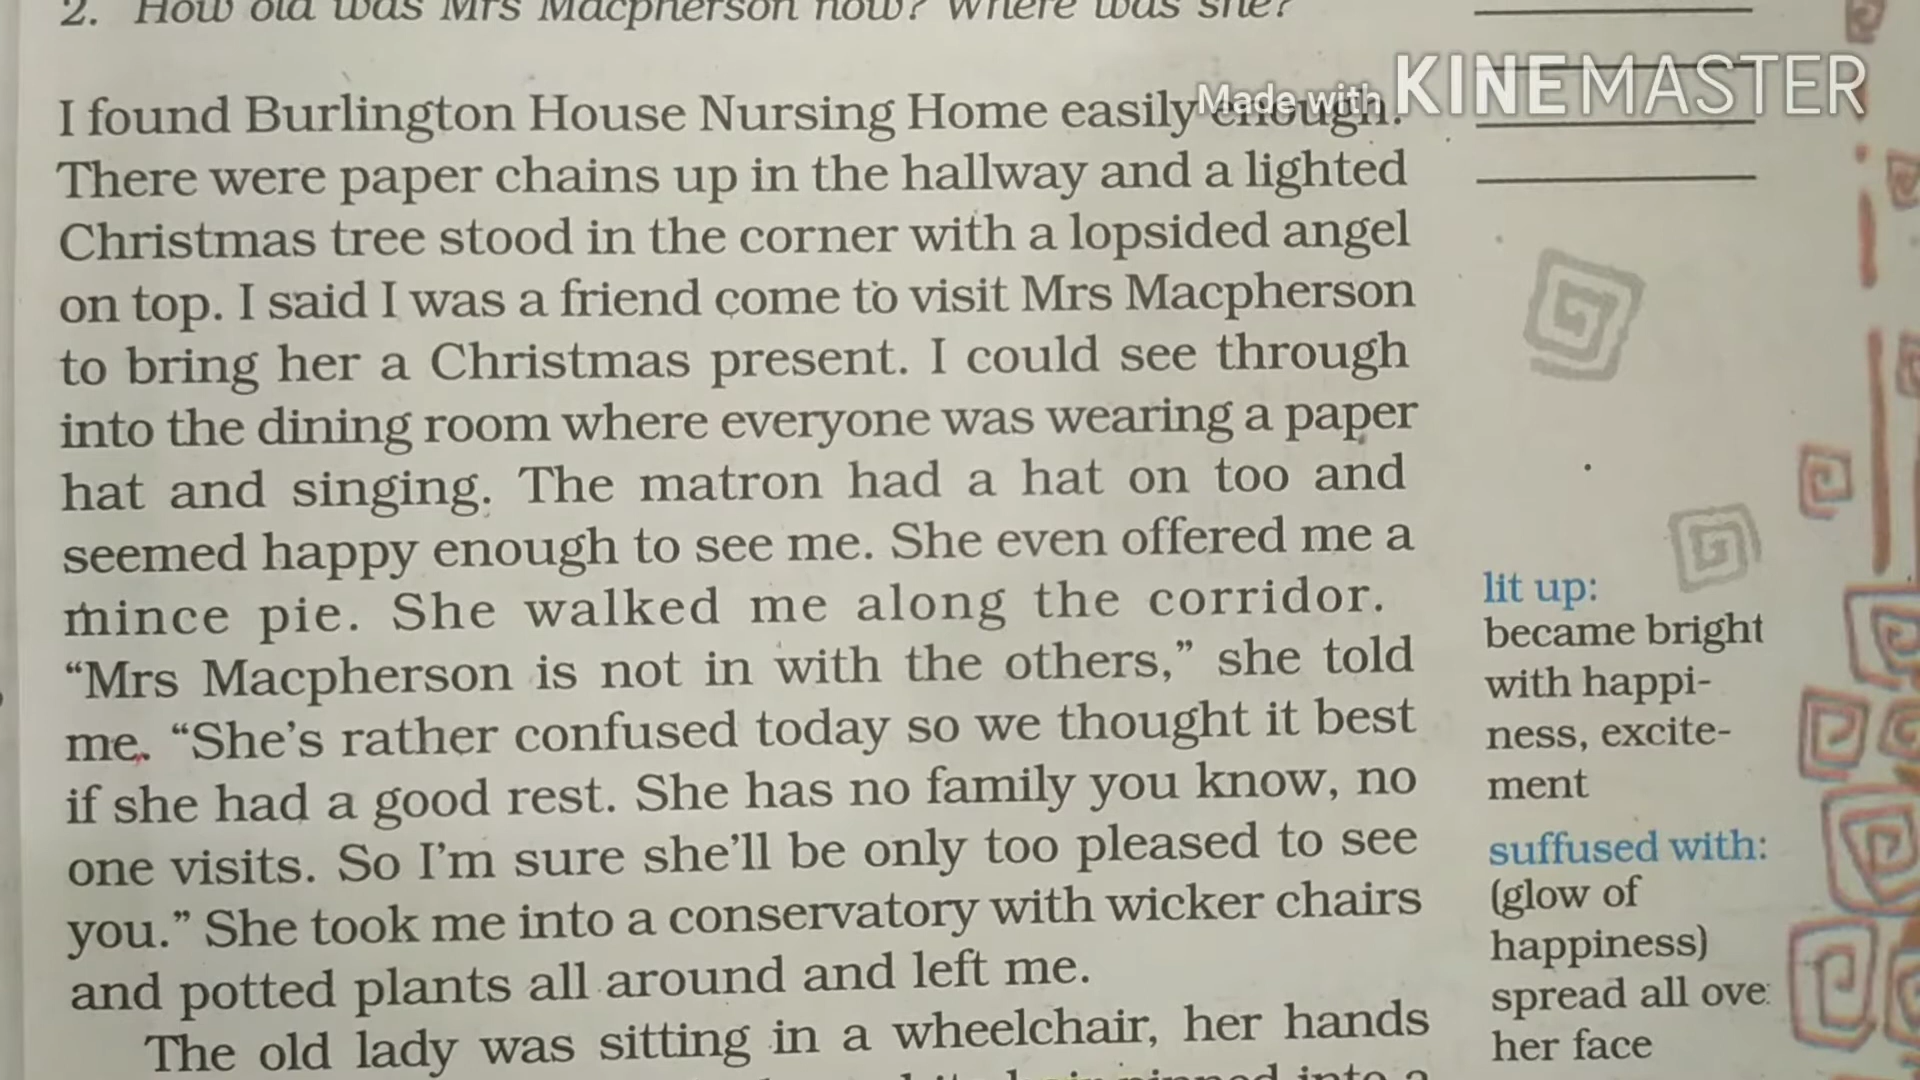 2. How old was Mrs Macpherson now? Where was she?
Made with KINEMASTER
I found Burlington House Nursing Home easily enough.
There were paper chains up in the hallway and a lighted
Christmas tree stood in the corner with a lopsided angel
on top. I said I was a friend come to visit Mrs Macpherson
to bring her a Christmas present. I could see through
into the dining room where everyone was wearing a paper
hat and singing. The matron had a hat on too and
seemed happy enough to see me. She even offered me a
mince pie. She walked me along the corridor.
“Mrs Macpherson is not in with the others,” she told
me. “She’s rather confused today so we thought it best
if she had a good rest. She has no family you know, no
one visits. So I’m sure she’ll be only too pleased to see
you.” She took me into a conservatory with wicker chairs
and potted plants all around and left me.
The old lady was sitting in a wheelchair, her hands
pinned into a
lit up:
became bright
with happi-
ness, excite-
ment
suffused with:
(glow of
happiness)
spread all ove
her face